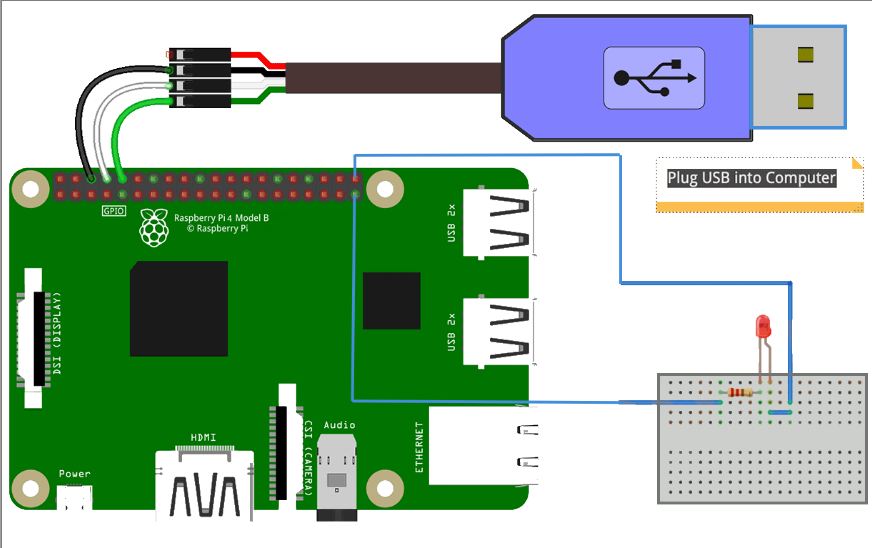 Plug USB into Computer
GPIO
Raspberry Pi 4 Model B
© Raspberry Pi
USB 2x
USB 2x
DSI (DISPLAY)
CSI (CAMERA)
Audio
ETHERNET
HDMI
Power